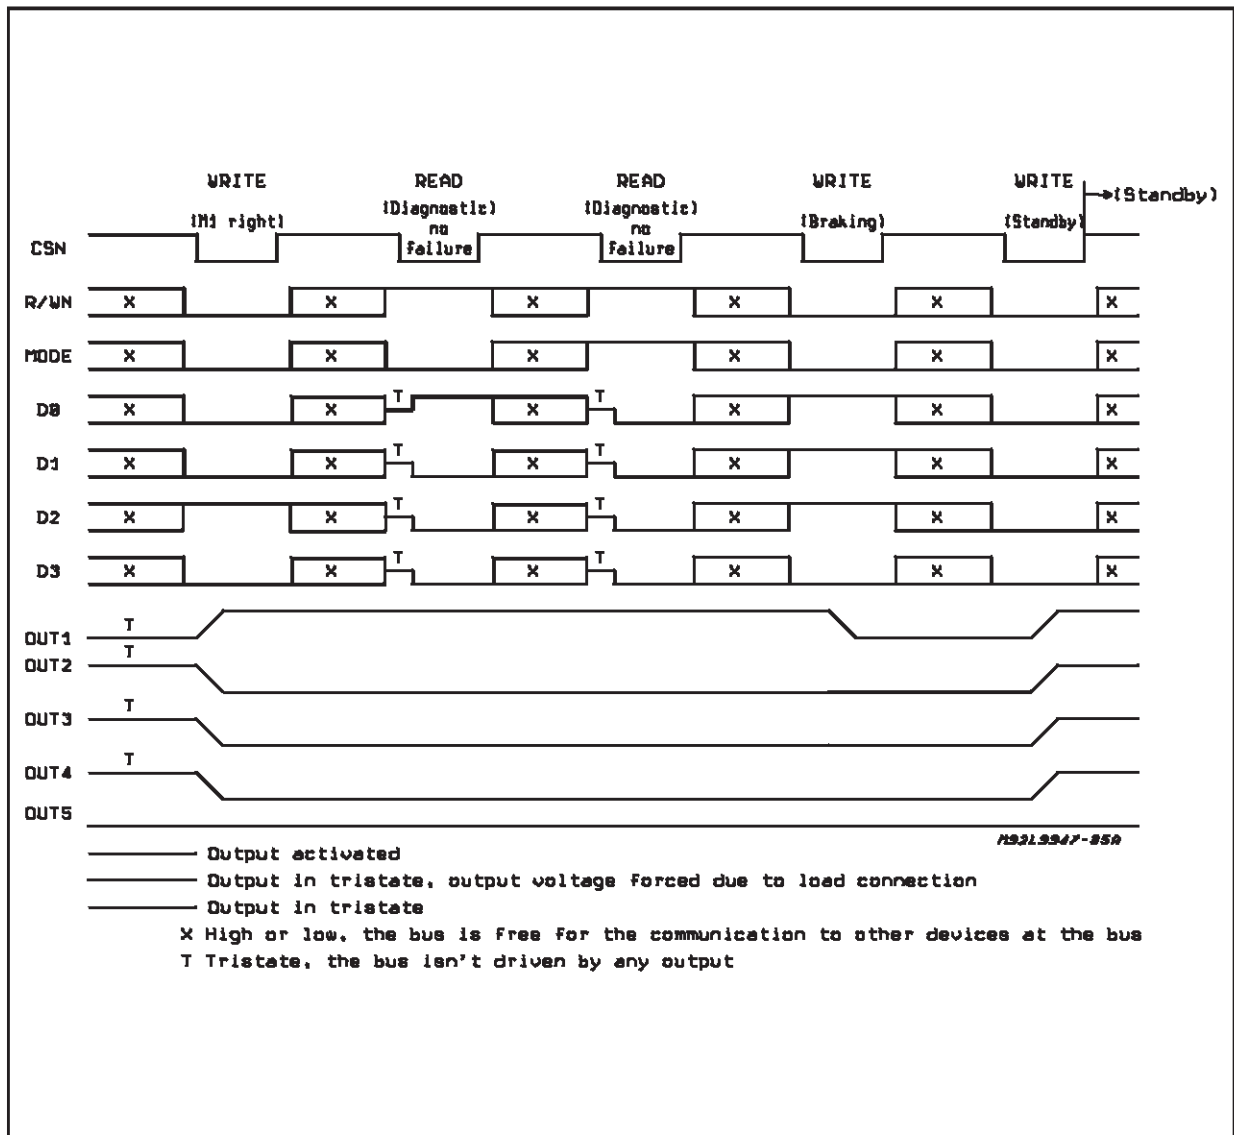 WRITE READ READ WRITE WRITE
(Standby)
(M1 right) (Diagnostic) (Diagnostic) (Braking) (Standby)
no no
failure failure
CSN
R/WN X X X X X X
MODE X X X X X X
T T
D0 X X X X X X
T T
D1 X X X X X X
T T
D2 X X X X X X
T T
D3 X X X X X X
T
OUT1
T
OUT2
T
OUT3
T
OUT4
OUT5
Output activated
Output in tristate, output voltage forced due to load connection
Output in tristate
X High or low, the bus is free for the communication to other devices at the bus
T Tristate, the bus isn't driven by any output